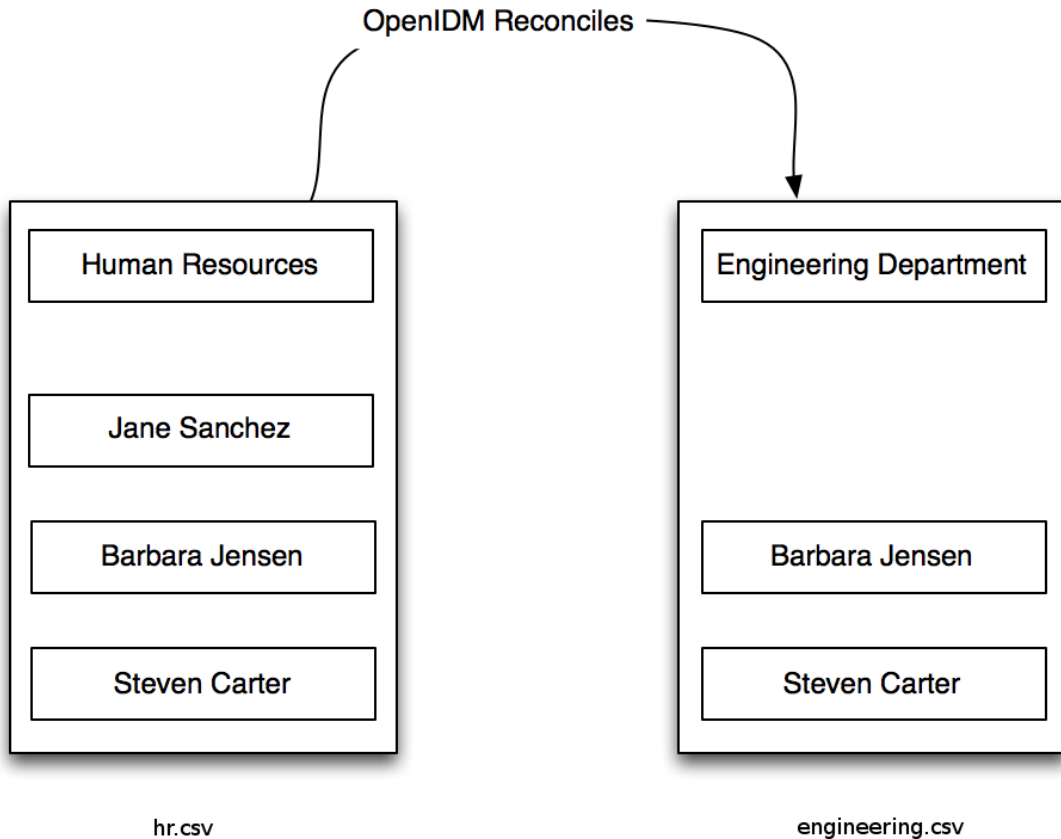 OpenIDM Reconciles
Human Resources
Jane Sanchez
Barbara Jensen
Steven Carter
hr.csv
Engineering Department
Barbara Jensen
Steven Carter
engineering.csv